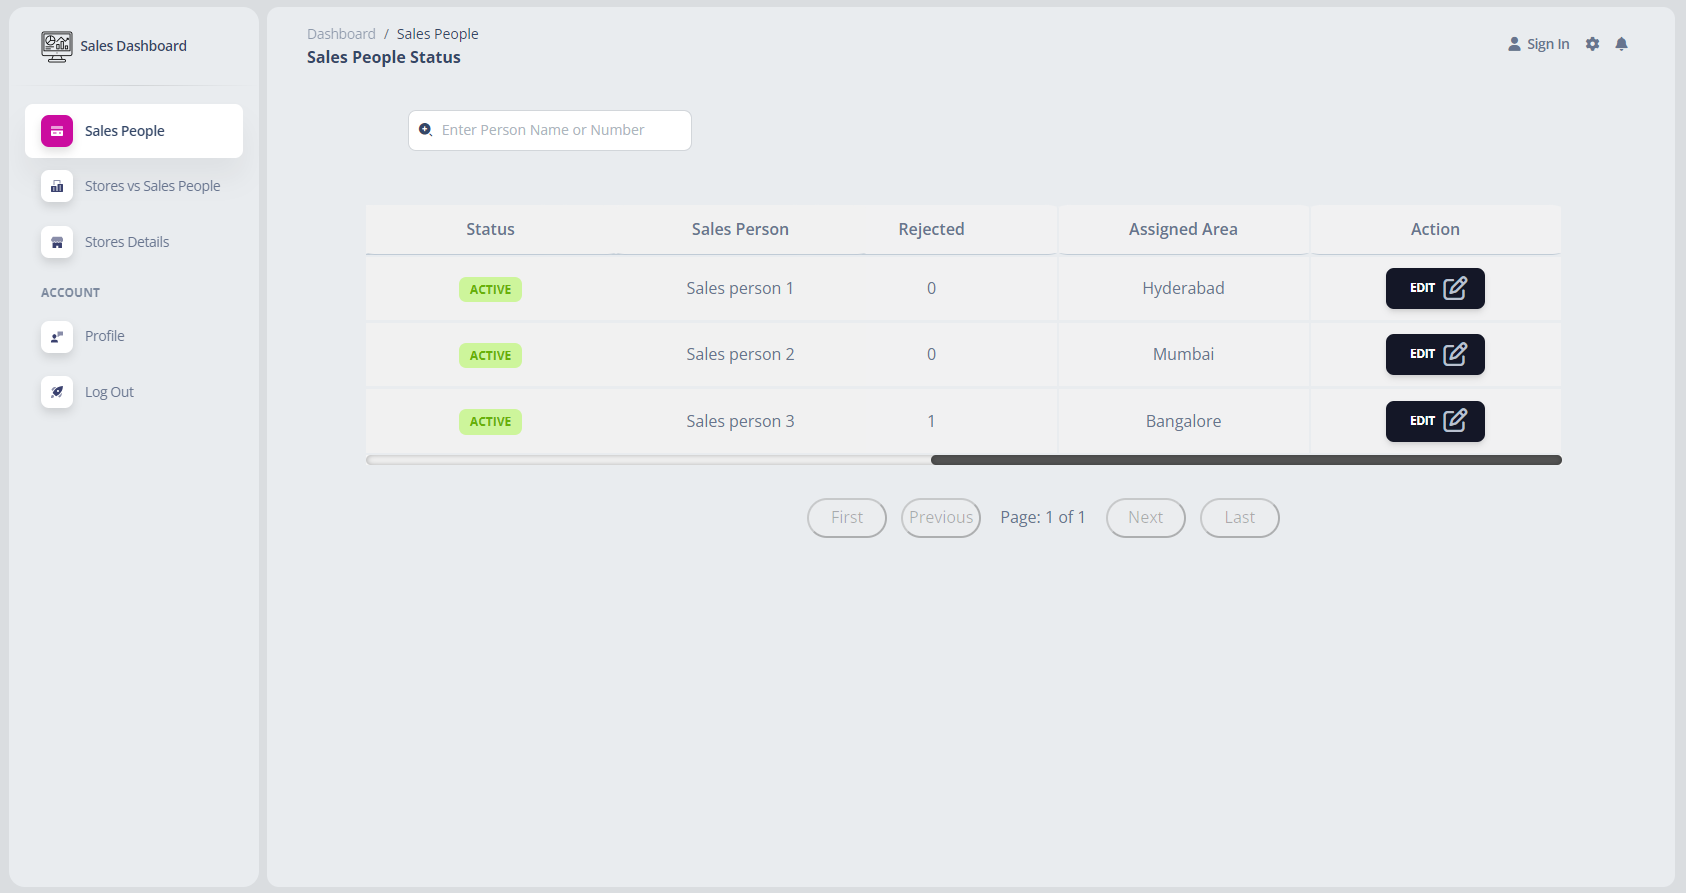 Sales Dashboard
Sales People
Stores vs Sales People
Stores Details
ACCOUNT
Profile
Log Out
Dashboard / Sales People
Sales People Status
Sign In
Enter Person Name or Number
Status Sales Person Rejected Assigned Area Action
ACTIVE Sales person 1 0 Hyderabad EDIT
ACTIVE Sales person 2 0 Mumbai EDIT
ACTIVE Sales person 3 1 Bangalore EDIT
First Previous Page: 1 of 1 Next Last